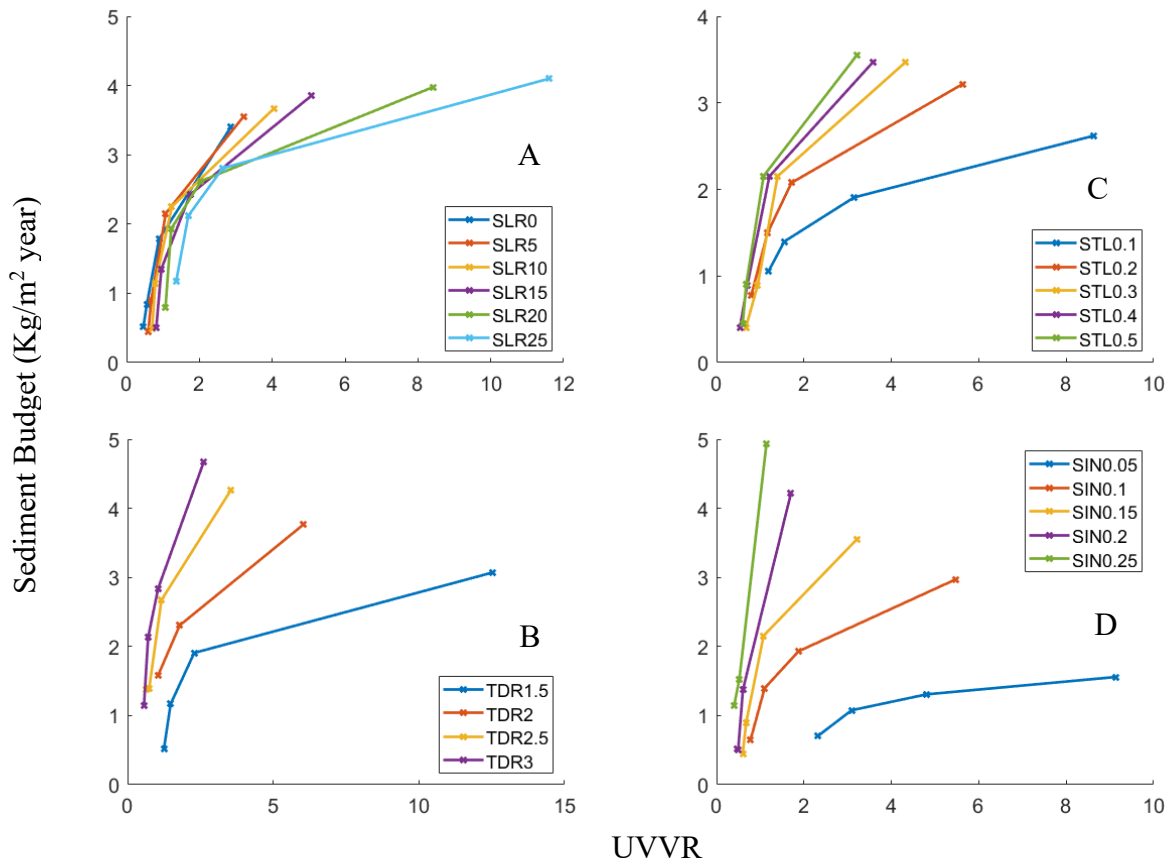 Sediment Budget (Kg/m² year)
5
4
3
2
1
0
0
2
4
6
8
10
12
A
SLR0
SLR5
SLR10
SLR15
SLR20
SLR25
4
3
2
1
0
0
2
4
6
8
10
C
STL0.1
STL0.2
STL0.3
STL0.4
STL0.5
5
4
3
2
1
0
0
5
10
15
B
TDR1.5
TDR2
TDR2.5
TDR3
5
4
3
2
1
0
0
2
4
6
8
10
SIN0.05
SIN0.1
SIN0.15
SIN0.2
SIN0.25
D
UVVR